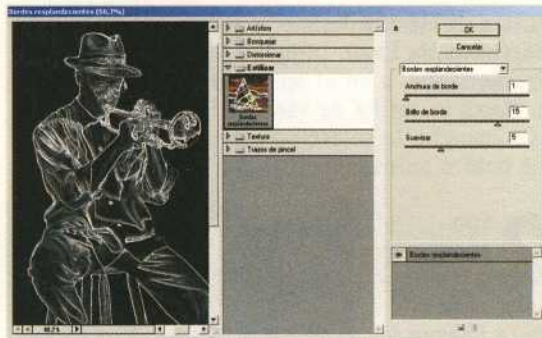 Bordes resplandecientes (66,7%)
Artístico
Bosquejar
Distorsionar
Estilizar
Bordes
resplandecientes
Textura
Trazos de pincel
OK
Cancelar
Bordes resplandecientes
Anchura de borde 1
Brillo de borde 15
Suavizar 5
Bordes resplandecientes
66,7%